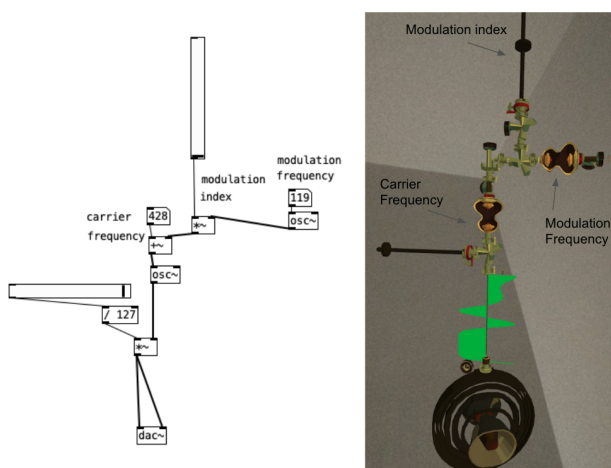 Modulation index
modulation
frequency
modulation
index
119
carrier
frequency
428
*~
osc~
+~
osc~
/ 127
*~
dac~
Carrier
Frequency
Modulation
Frequency